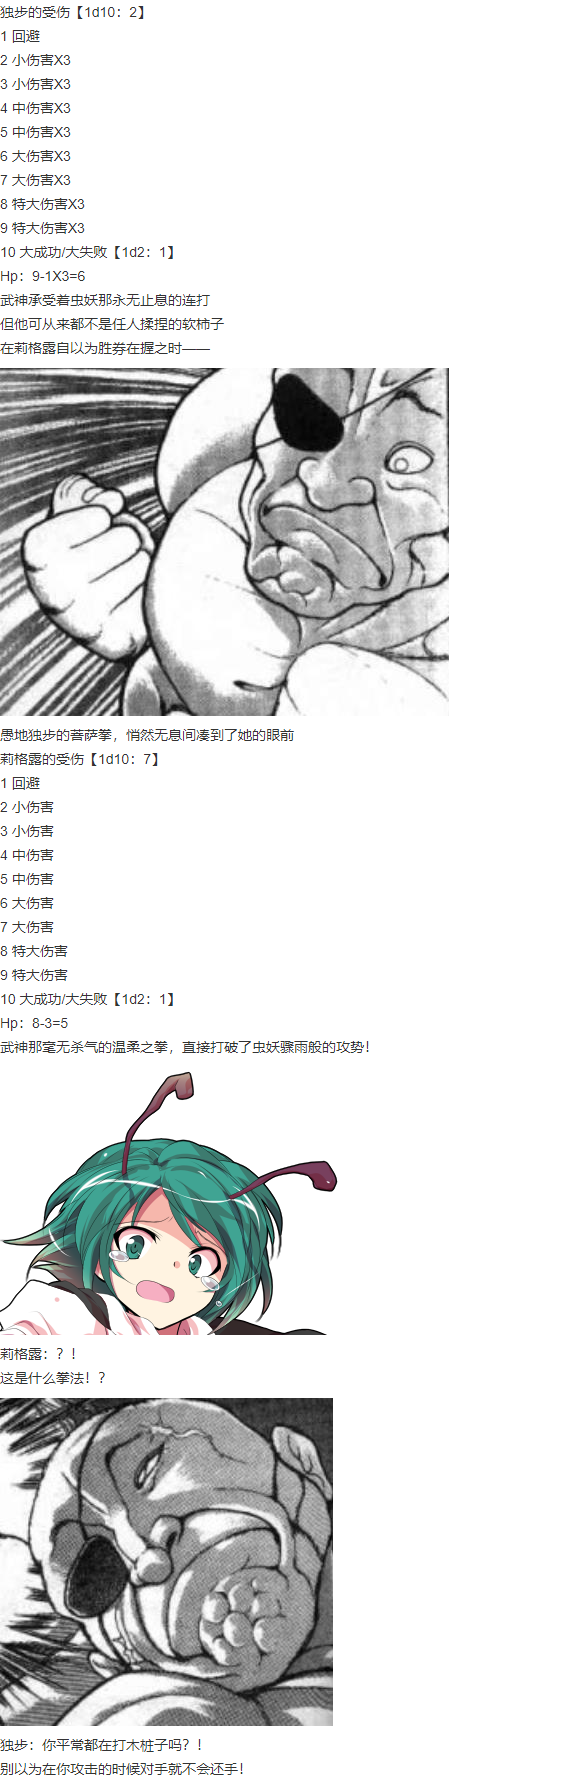 独步的受伤【1d10：2】
1 回避
2 小伤害X3
3 小伤害X3
4 中伤害X3
5 中伤害X3
6 大伤害X3
7 大伤害X3
8 特大伤害X3
9 特大伤害X3
10 大成功/大失败【1d2：1】
Hp：9-1X3=6
武神承受着虫妖那永无止息的连打
但他可从来都不是任人揉捏的软柿子
在莉格露自以为胜券在握之时——
愚地独步的菩萨拳，悄然无息间凑到了她的眼前
莉格露的受伤【1d10：7】
1 回避
2 小伤害
3 小伤害
4 中伤害
5 中伤害
6 大伤害
7 大伤害
8 特大伤害
9 特大伤害
10 大成功/大失败【1d2：1】
Hp：8-3=5
武神那毫无杀气的温柔之拳，直接打破了虫妖骤雨般的攻势！
莉格露：？！
这是什么拳法！？
独步：你平常都在打木桩子吗？！
别以为在你攻击的时候对手就不会还手！